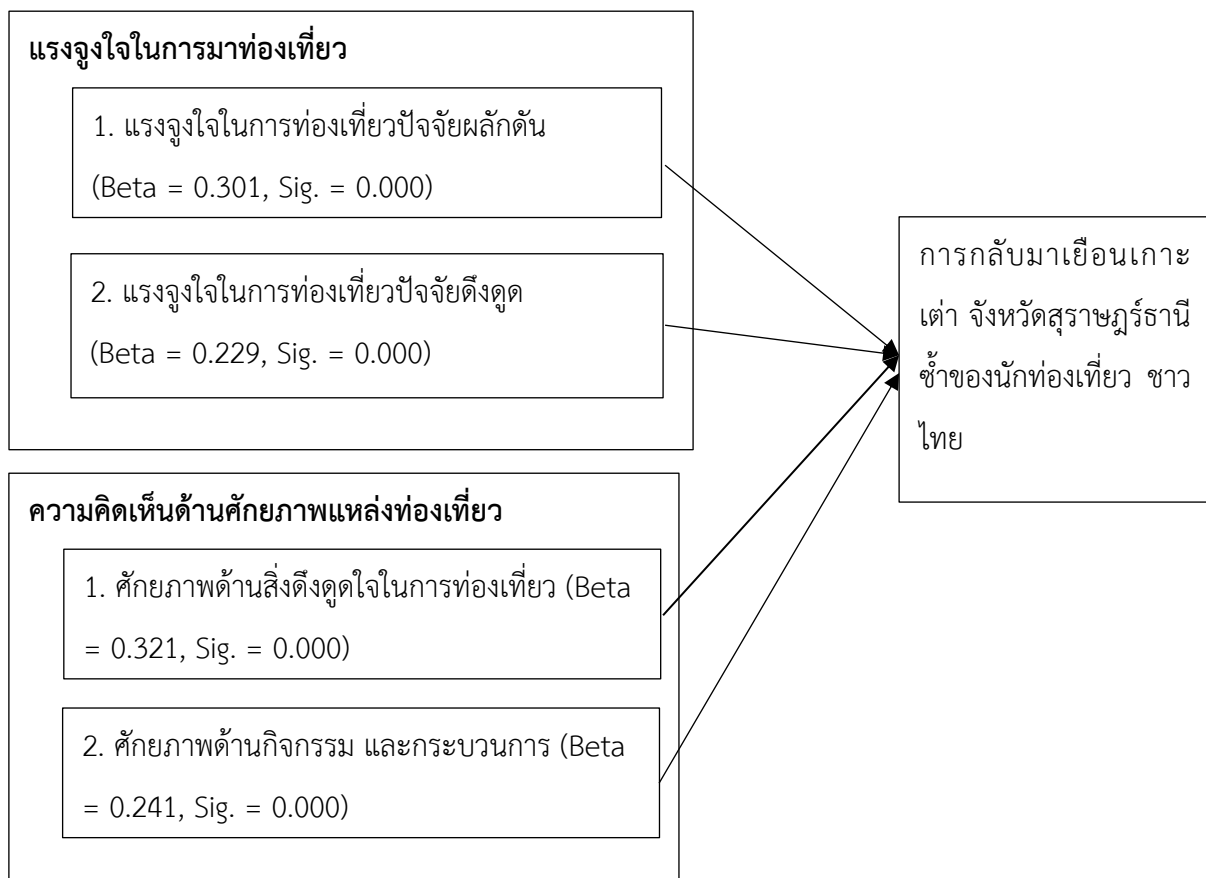 แรงจูงใจในการมาท่องเที่ยว
1. แรงจูงใจในการท่องเที่ยวปัจจัยผลักดัน
(Beta = 0.301, Sig. = 0.000)
2. แรงจูงใจในการท่องเที่ยวปัจจัยดึงดูด
(Beta = 0.229, Sig. = 0.000)
ความคิดเห็นด้านศักยภาพแหล่งท่องเที่ยว
1. ศักยภาพด้านสิ่งดึงดูดใจในการท่องเที่ยว (Beta
= 0.321, Sig. = 0.000)
2. ศักยภาพด้านกิจกรรม และกระบวนการ (Beta
= 0.241, Sig. = 0.000)
การกลับมาเยือนเกาะ
เต่า จังหวัดสุราษฎร์ธานี
ซ้ำของนักท่องเที่ยว ชาว
ไทย